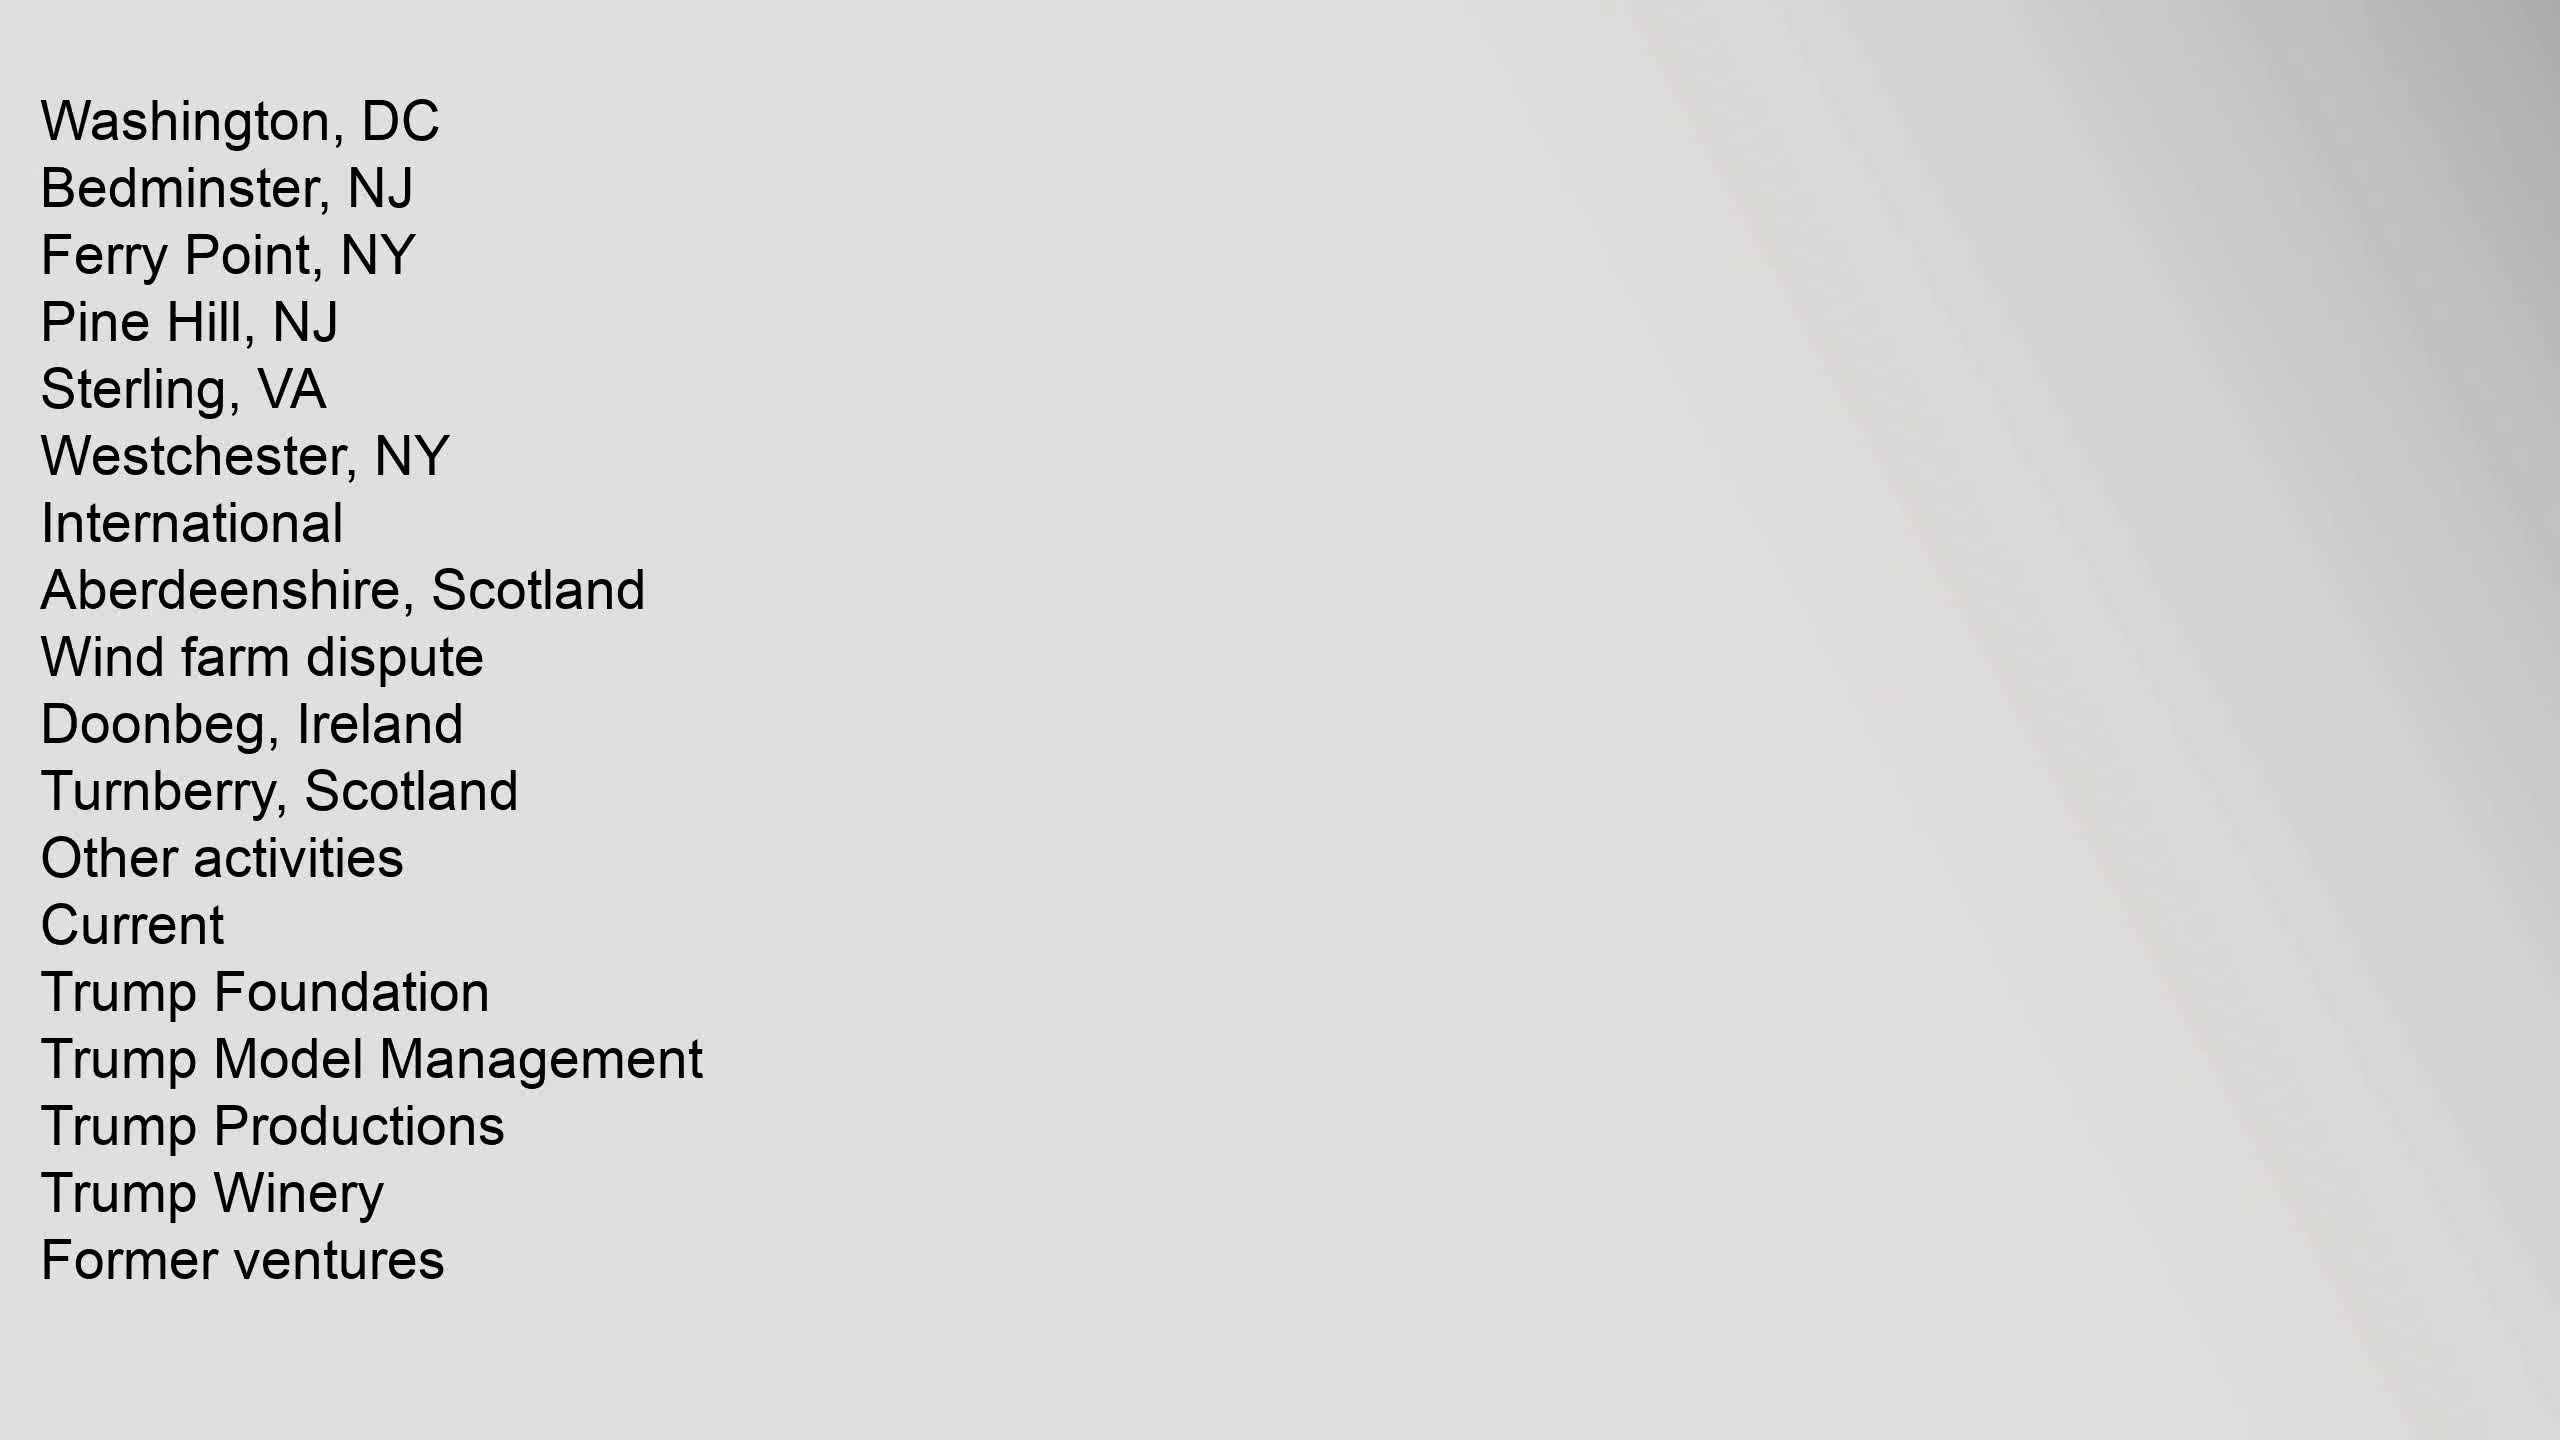 Washington, DC
Bedminster, NJ
Ferry Point, NY
Pine Hill, NJ
Sterling, VA
Westchester, NY
International
Aberdeenshire, Scotland
Wind farm dispute
Doonbeg, Ireland
Turnberry, Scotland
Other activities
Current
Trump Foundation
Trump Model Management
Trump Productions
Trump Winery
Former ventures